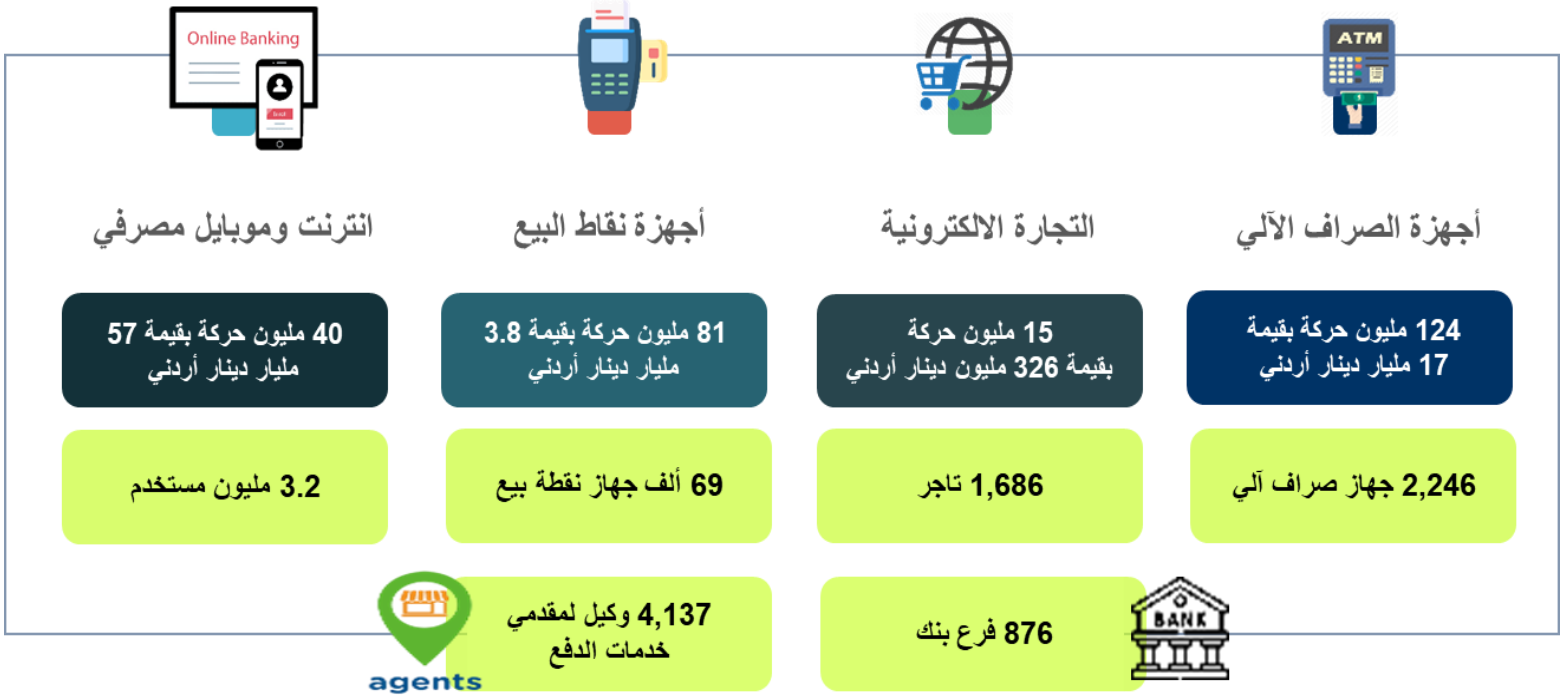 ATM
Online Banking
أجهزة الصراف الآلي
التجارة الالكترونية
أجهزة نقاط البيع
انترنت وموبايل مصرفي
124 مليون حركة بقيمة
17 مليار دينار أردني
15 مليون حركة
بقيمة 326 مليون دينار أردني
81 مليون حركة بقيمة 3.8
مليار دينار أردني
40 مليون حركة بقيمة 57
مليار دينار أردني
2,246 جهاز صراف آلي
1,686 تاجر
69 ألف جهاز نقطة بيع
3.2 مليون مستخدم
BANK
876 فرع بنك
4,137 وكيل لمقدمي
خدمات الدفع
agents